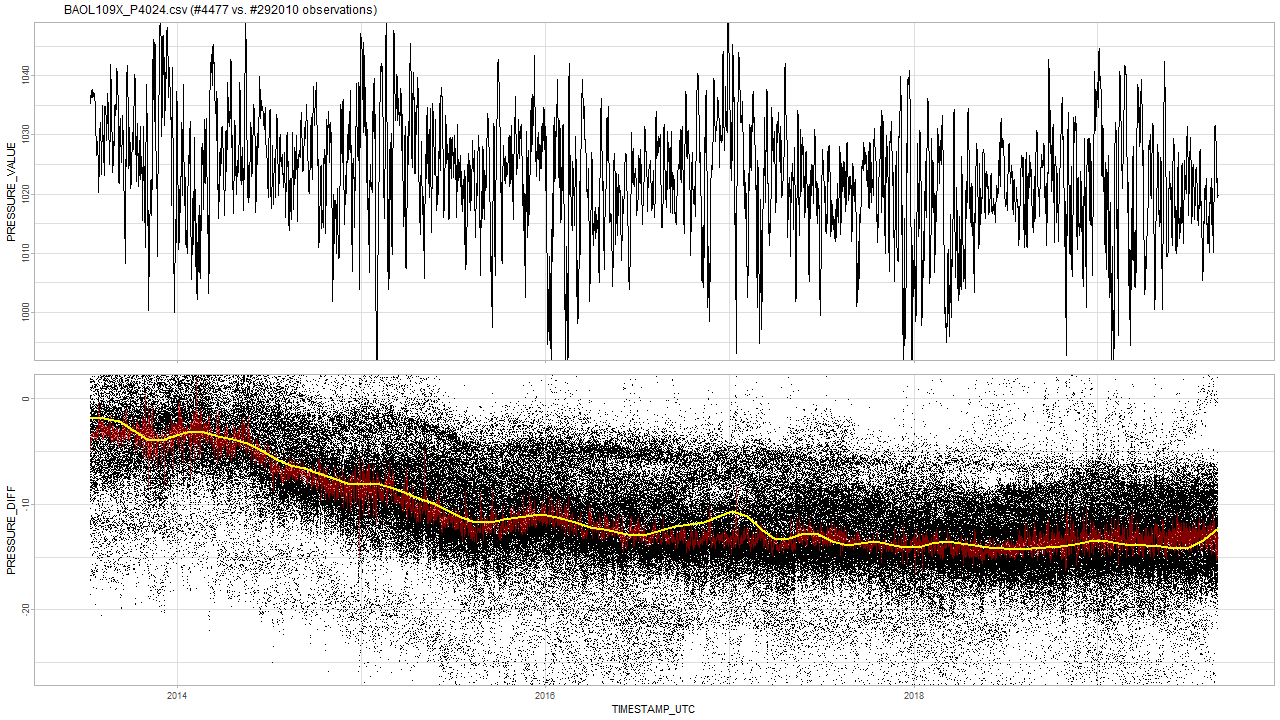 BAOL109X_P4024.csv (#4477 vs. #292010 observations)
PRESSURE_VALUE
1040
1030
1020
1010
1000
PRESSURE_DIFF
0
-10
-20
2014
2016
2018
TIMESTAMP_UTC